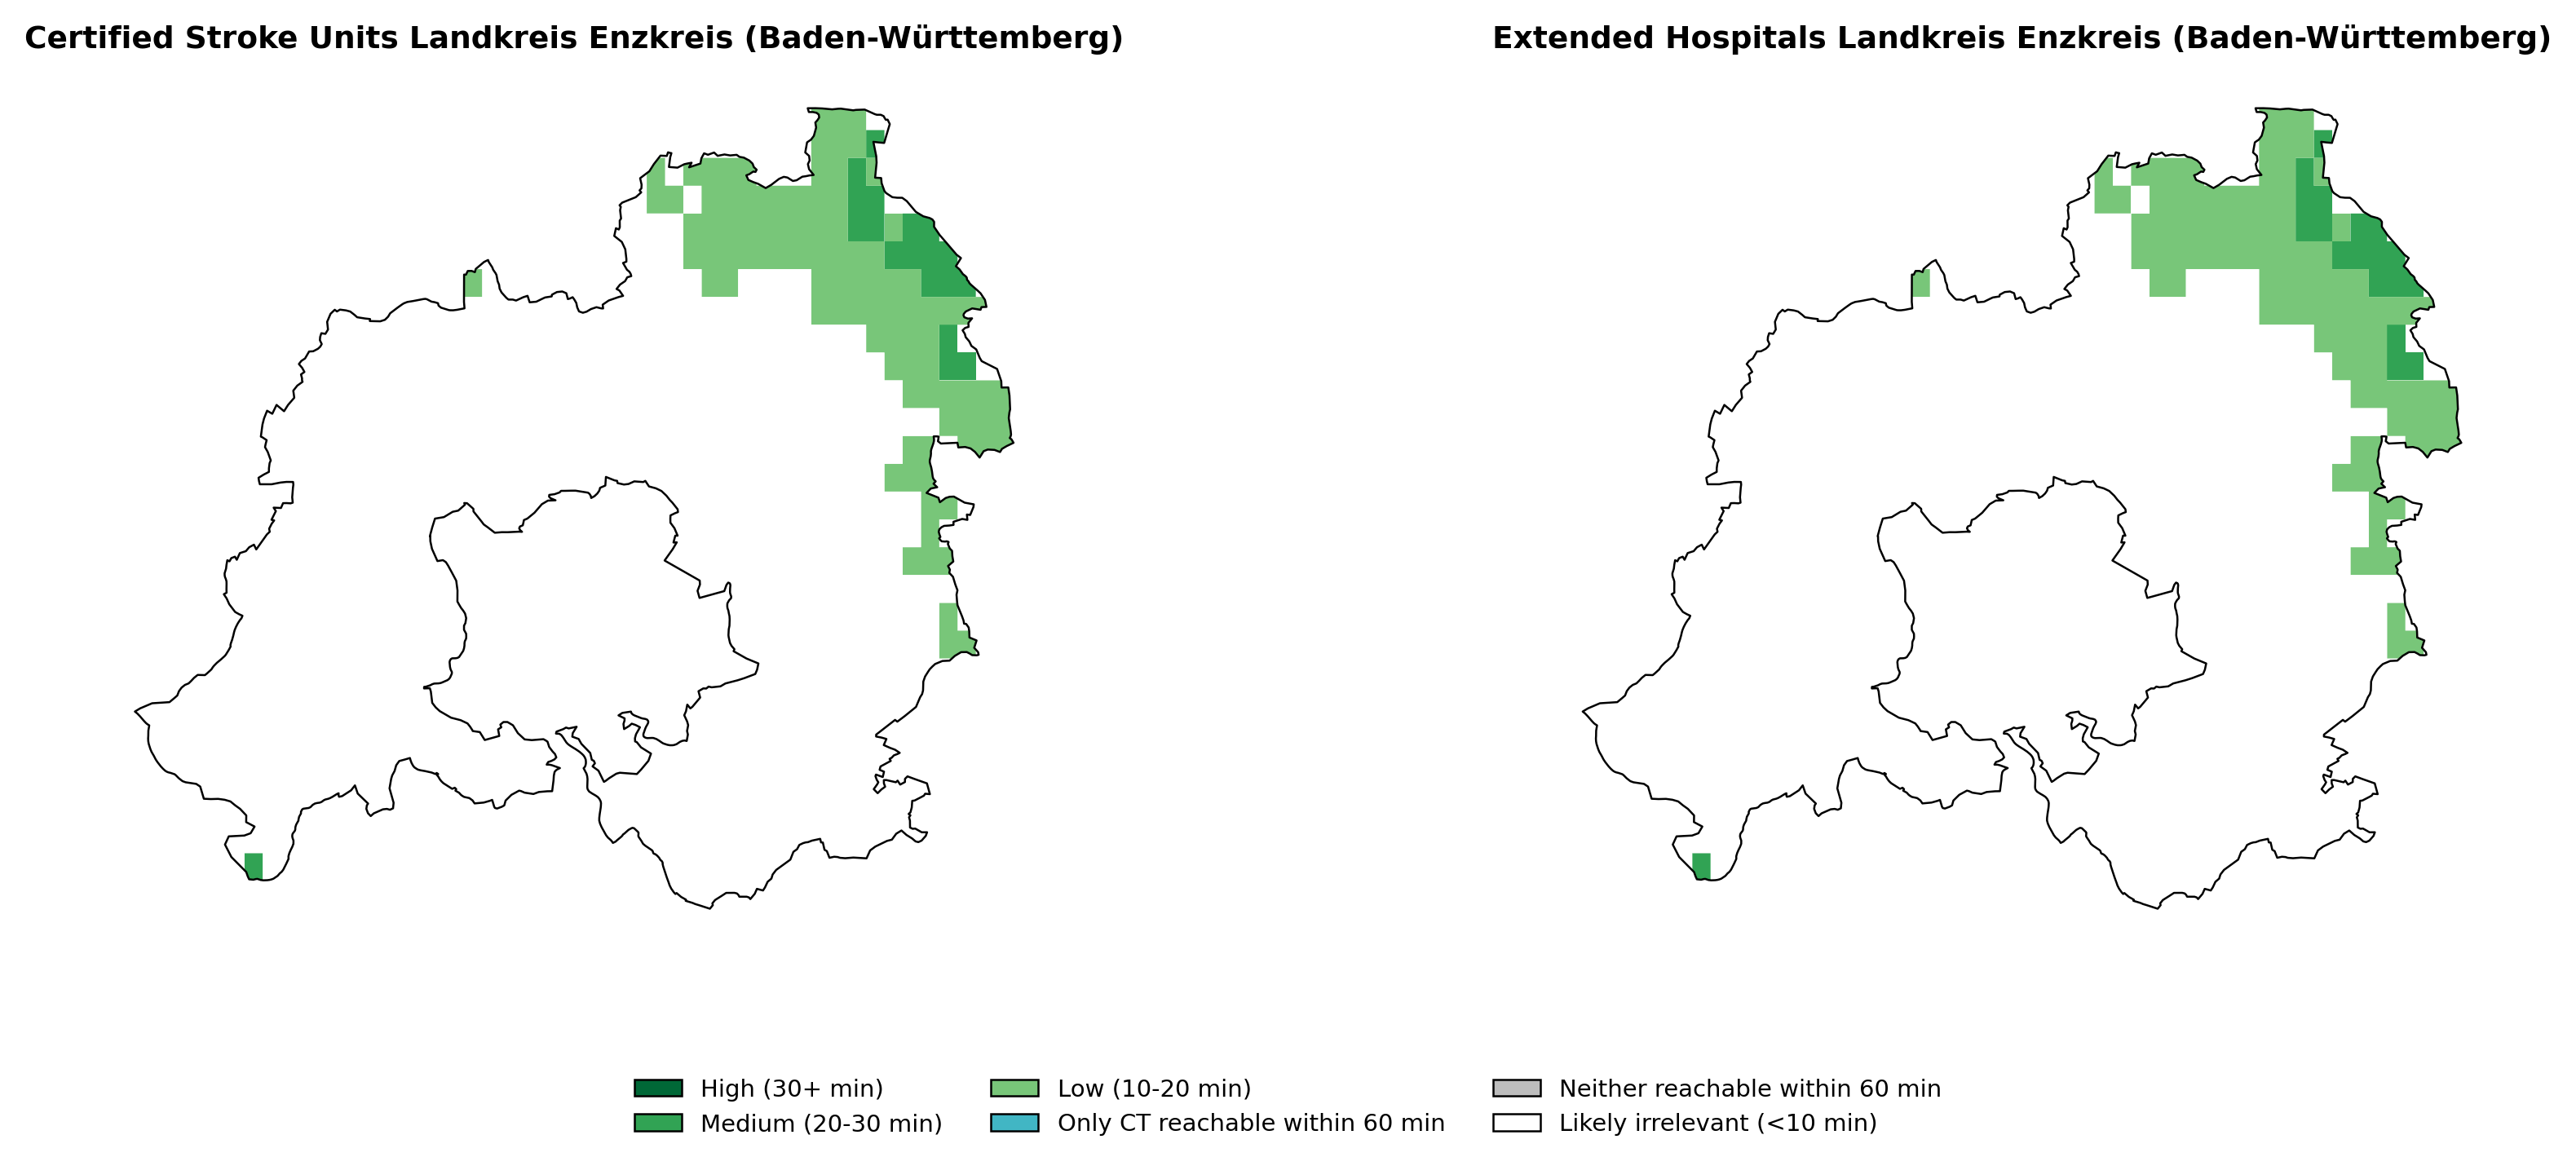 Certified Stroke Units Landkreis Enzkreis (Baden-Württemberg)
Extended Hospitals Landkreis Enzkreis (Baden-Württemberg)
High (30+ min)
Medium (20-30 min)
Low (10-20 min)
Only CT reachable within 60 min
Neither reachable within 60 min
Likely irrelevant (<10 min)